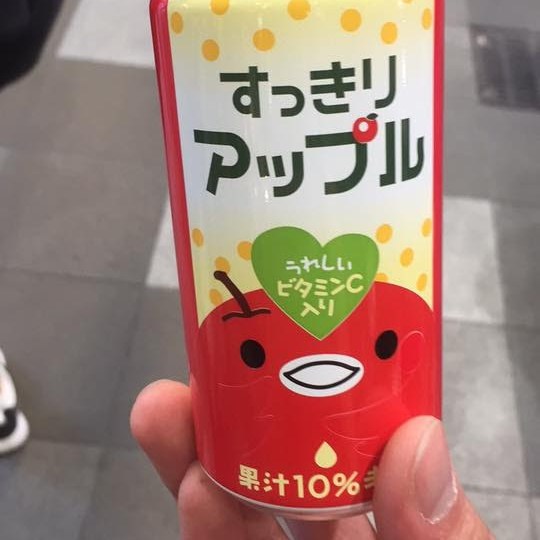 すっきり
アップル
うれしい
ビタミンC
入り
果汁10%